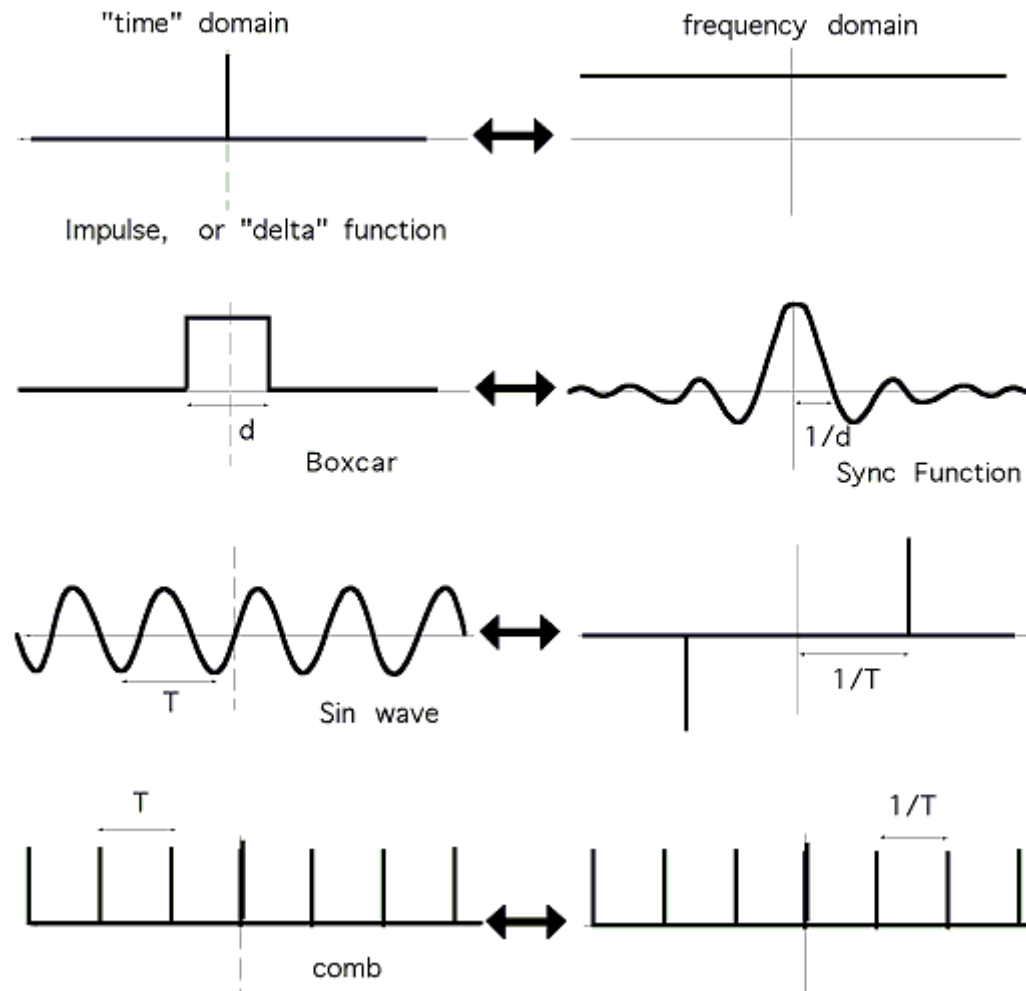 "time" domain
frequency domain
Impulse, or "delta" function
d
Boxcar
1/d
Sync Function
T
Sin wave
1/T
T
1/T
comb